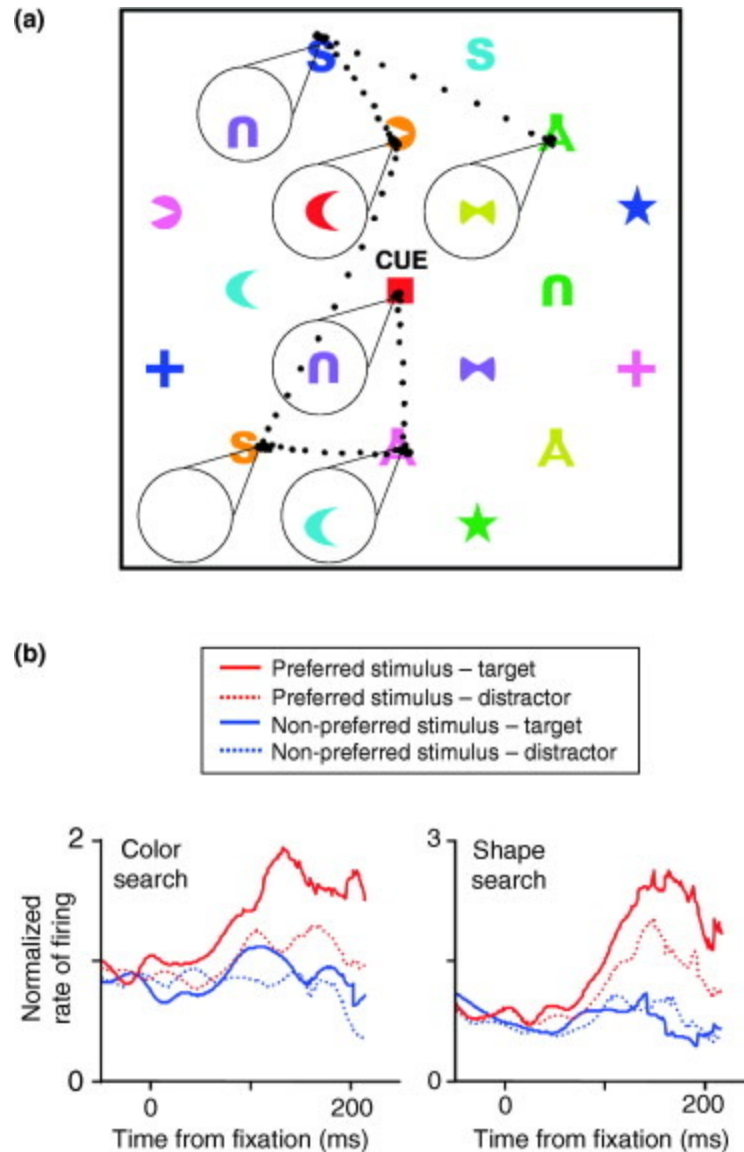 (a)
S S
U A
CUE
U
U
S A A
(b)
Preferred stimulus – target
Preferred stimulus – distractor
Non-preferred stimulus – target
Non-preferred stimulus – distractor
2 3
Color Shape
search search
Normalized
rate of firing
1
0 0
0 200 0 200
Time from fixation (ms) Time from fixation (ms)